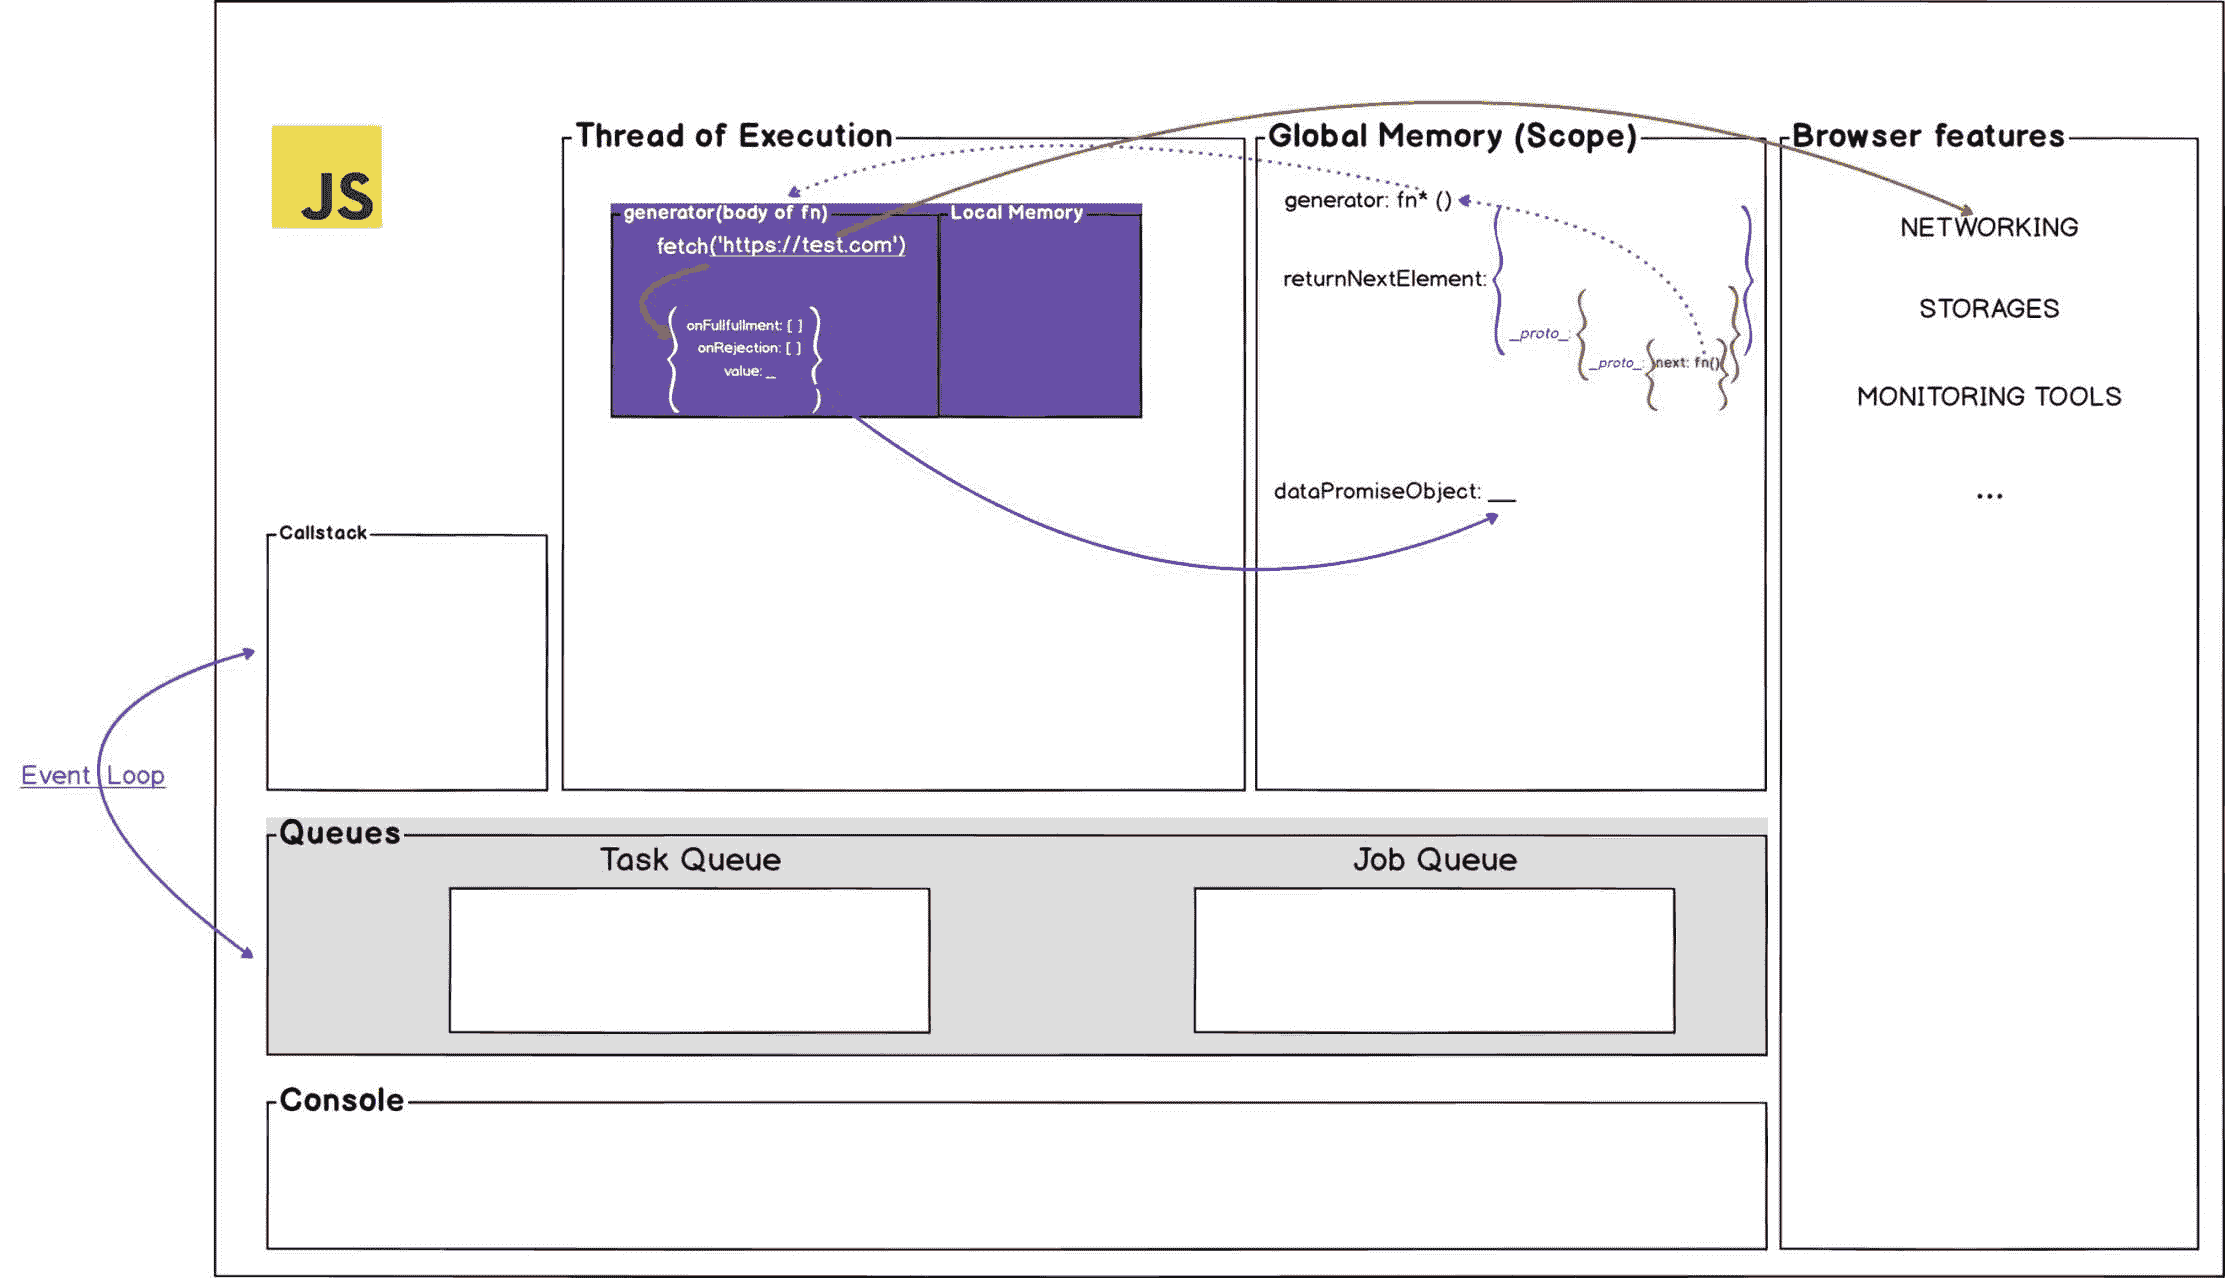 JS
Thread of Execution
generator(body of fn)
Local Memory
fetch('https://test.com')
onFullfullment: [ ]
onRejection: [ ]
value: _
Global Memory (Scope)
generator: fn* ()
returnNextElement:
_proto_:
_proto_:
next: fn()
dataPromiseObject: __
Browser features
NETWORKING
STORAGES
MONITORING TOOLS
...
Callstack
Event Loop
Queues
Task Queue
Job Queue
Console